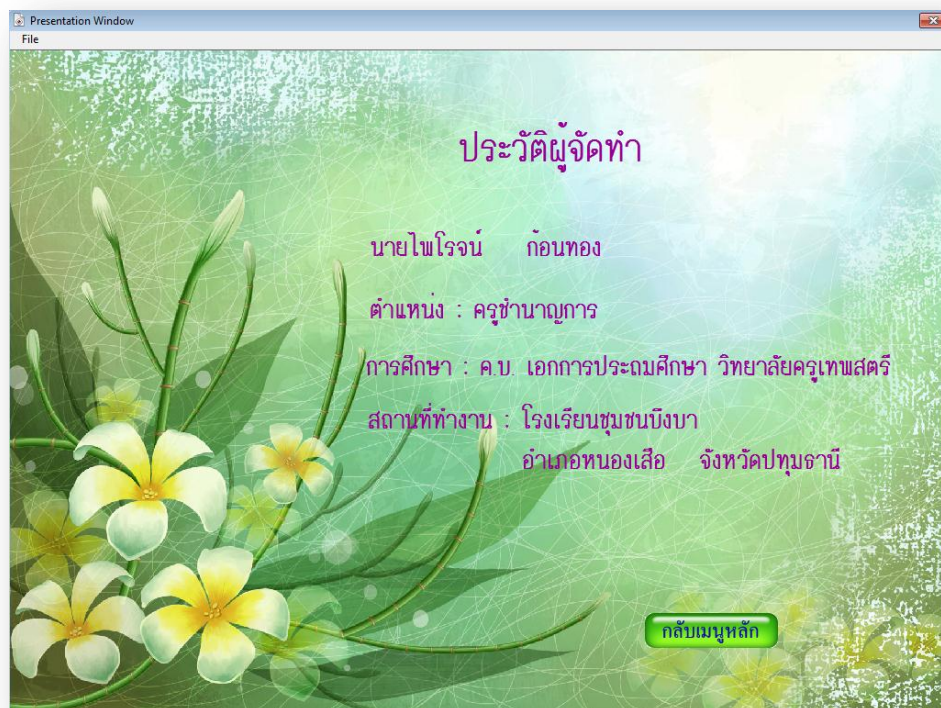 Presentation Window
File
ประวัติผู้จัดทำ
นายไพโรจน์ ก้อนทอง
ตำแหน่ง : ครูชำนาญการ
การศึกษา : ค.บ. เอกการประถมศึกษา วิทยาลัยครูเทพสตรี
สถานที่ทำงาน : โรงเรียนชุมชนบึงบา
อำเภอหนองเสือ จังหวัดปทุมธานี
กลับเมนูหลัก